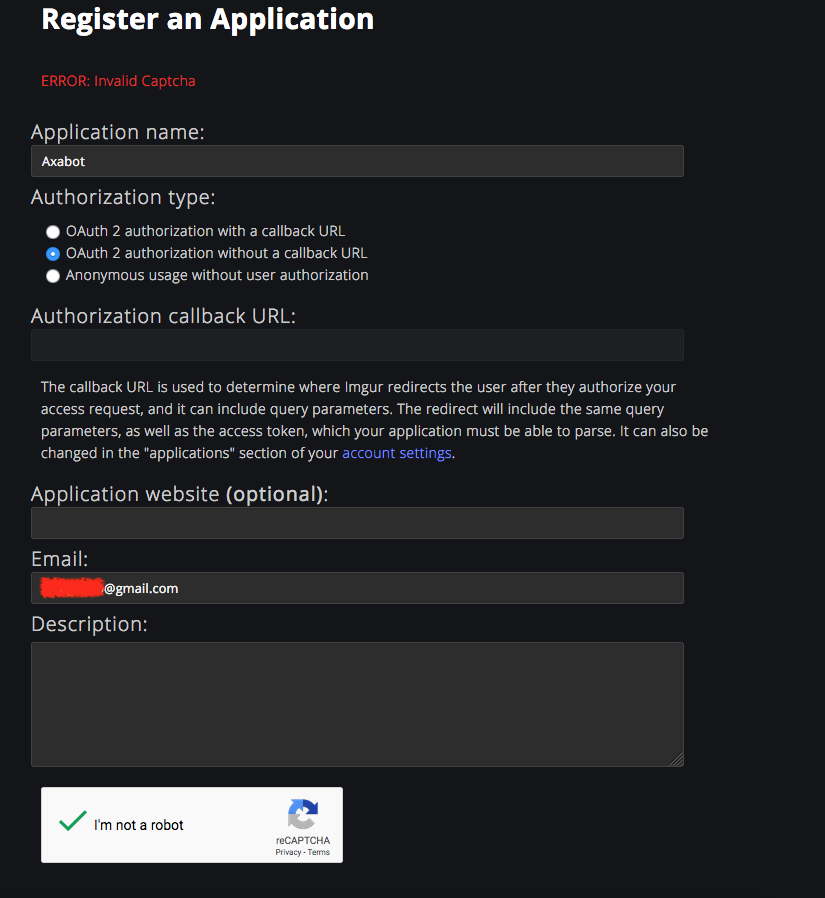 Register an Application
ERROR: Invalid Captcha
Application name:
Axabot
Authorization type:
OAuth 2 authorization with a callback URL
OAuth 2 authorization without a callback URL
Anonymous usage without user authorization
Authorization callback URL:
The callback URL is used to determine where Imgur redirects the user after they authorize your
access request, and it can include query parameters. The redirect will include the same query
parameters, as well as the access token, which your application must be able to parse. It can also be
changed in the "applications" section of your account settings.
Application website (optional):
Email:
@gmail.com
Description:
I'm not a robot
reCAPTCHA
Privacy - Terms